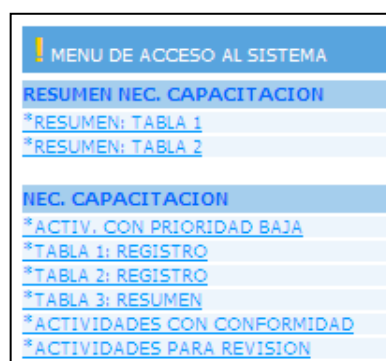 ! MENU DE ACCESO AL SISTEMA
RESUMEN NEC. CAPACITACION
*RESUMEN: TABLA 1
*RESUMEN: TABLA 2
NEC. CAPACITACION
*ACTIV. CON PRIORIDAD BAJA
*TABLA 1: REGISTRO
*TABLA 2: REGISTRO
*TABLA 3: RESUMEN
*ACTIVIDADES CON CONFORMIDAD
*ACTIVIDADES PARA REVISION